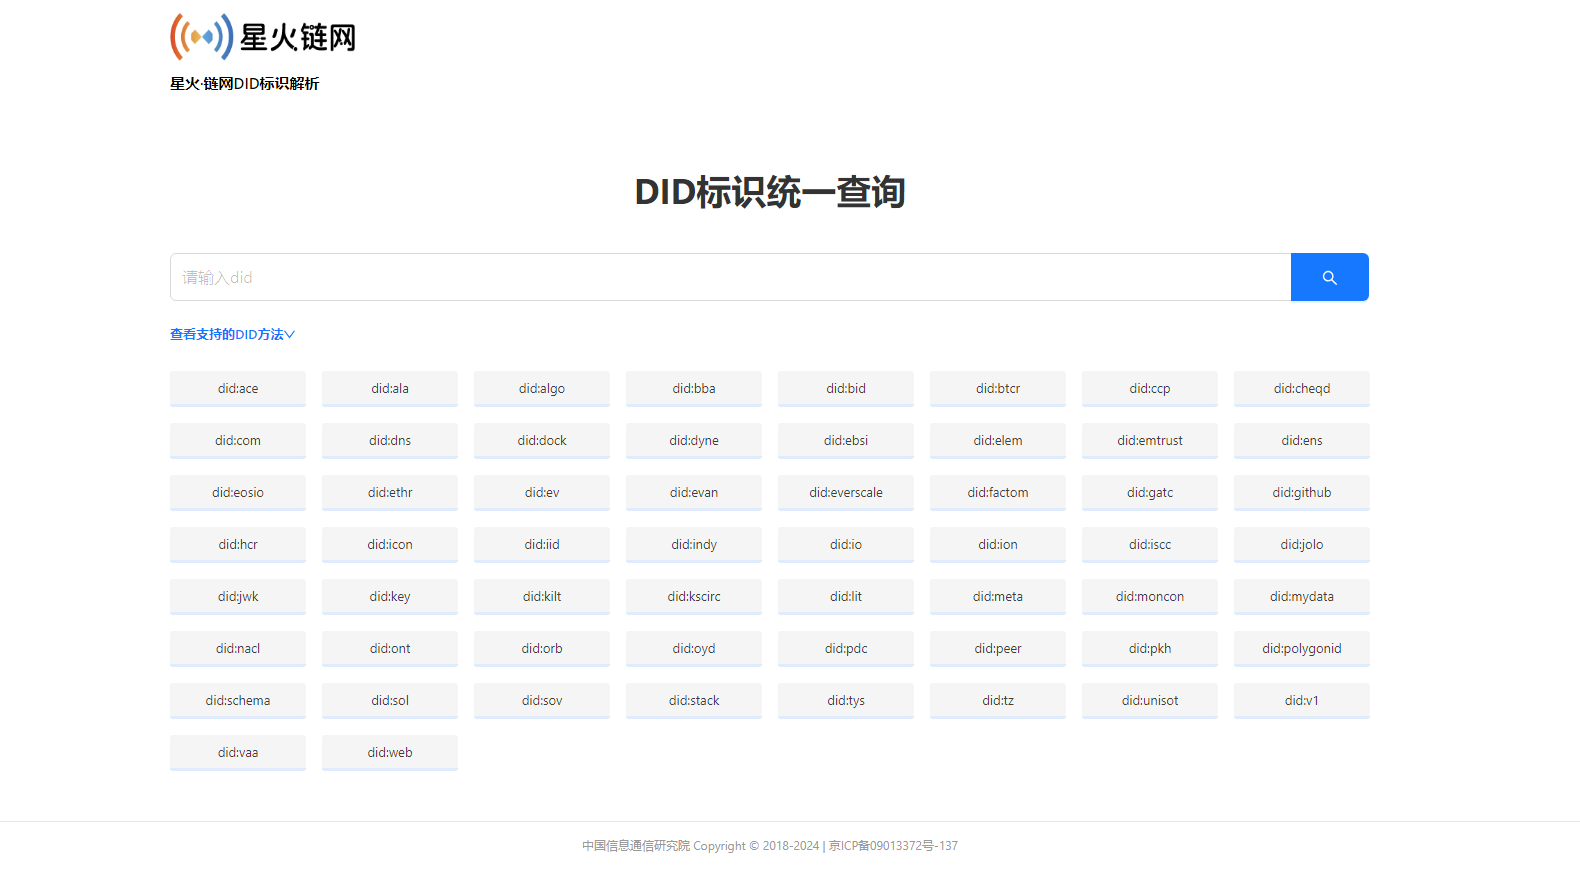 星火链网
星火·链网DID标识解析
DID标识统一查询
请输入did
查看支持的DID方法
did:ace did:ala did:algo did:bba did:bid did:btcr did:ccp did:cheqd
did:com did:dns did:dock did:dyne did:ebsi did:elem did:emtrust did:ens
did:eosio did:ethr did:ev did:evan did:everscale did:factom did:gatc did:github
did:hcr did:icon did:iid did:indy did:io did:ion did:iscc did:jolo
did:jwk did:key did:kilt did:kscirc did:lit did:meta did:moncon did:mydata
did:nacl did:ont did:orb did:oyd did:pdc did:peer did:pkh did:polygonid
did:schema did:sol did:sov did:stack did:tys did:tz did:unisot did:v1
did:vaa did:web
中国信息通信研究院 Copyright © 2018-2024 | 京ICP备09013372号-137